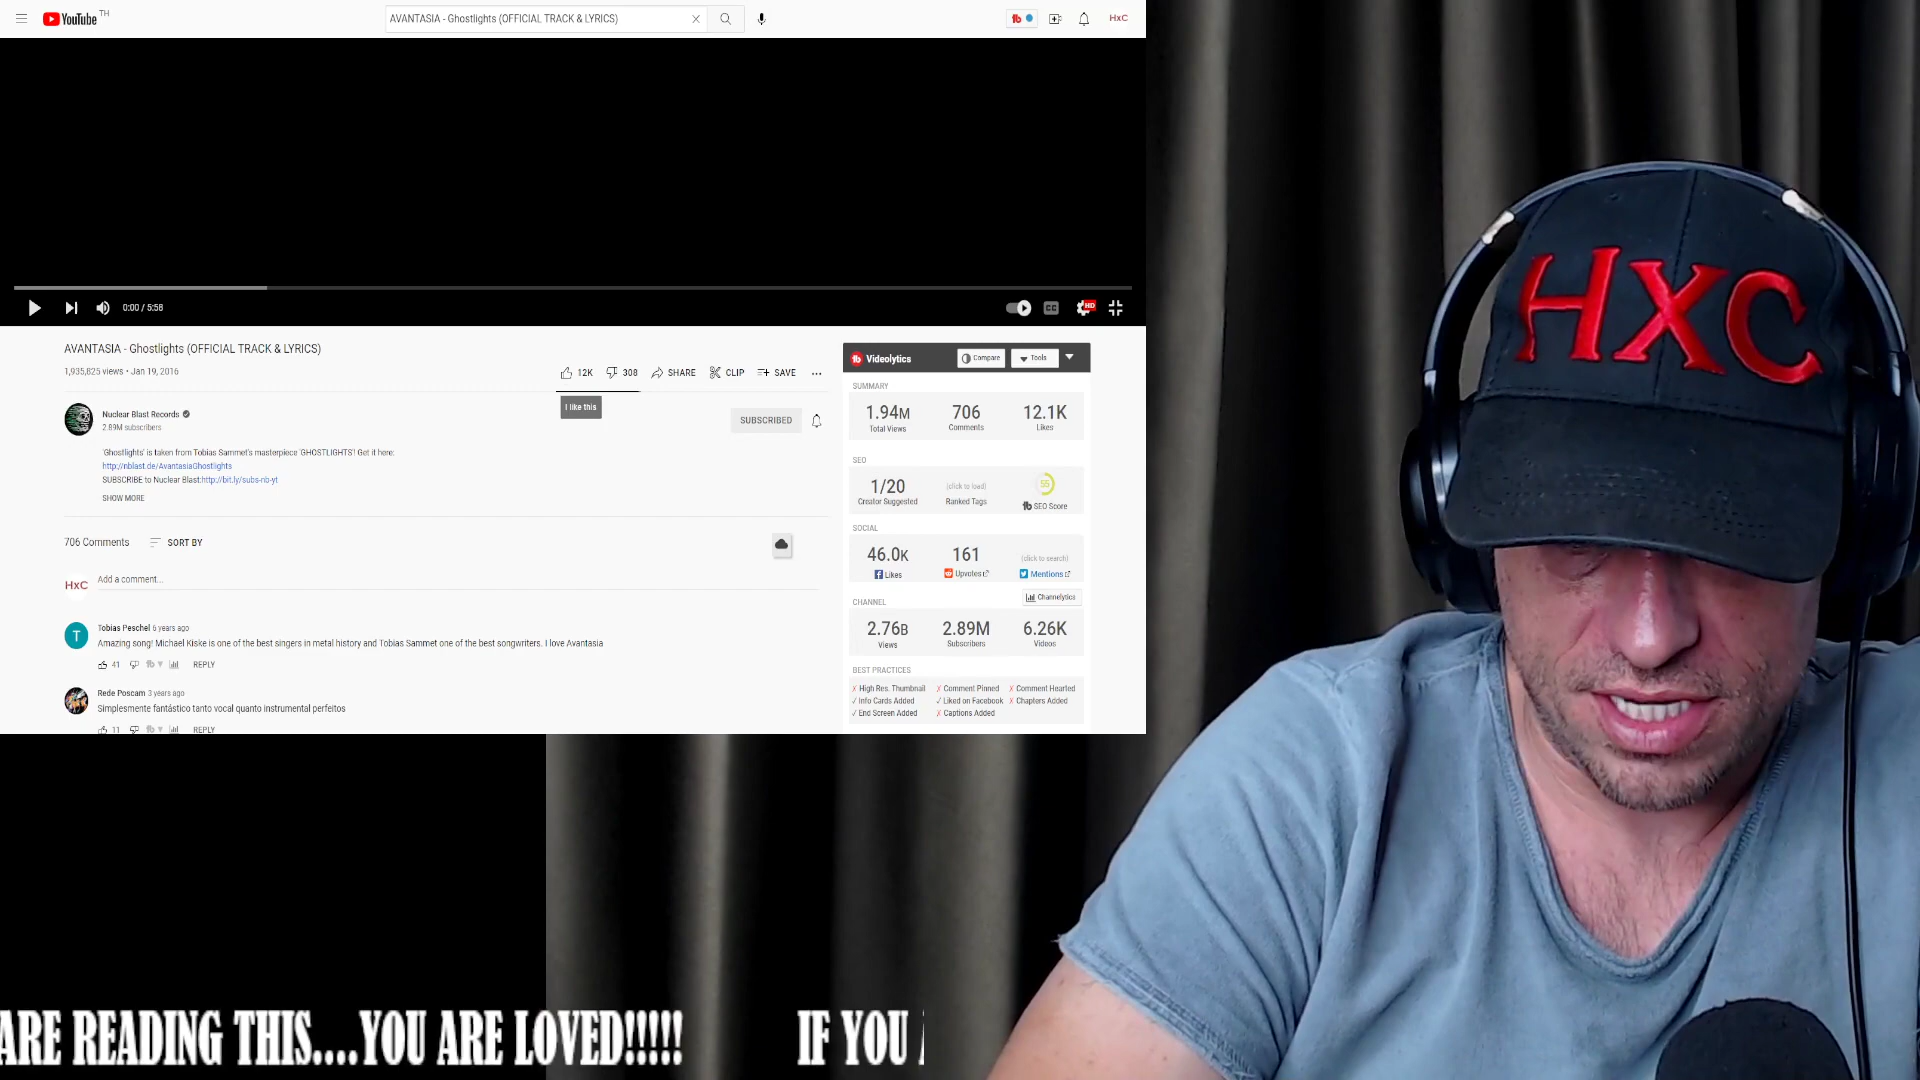 YouTube TH
AVANTASIA - Ghostlights (OFFICIAL TRACK & LYRICS)
HxC
0:00 / 5:58
CC
HD
AVANTASIA - Ghostlights (OFFICIAL TRACK & LYRICS)
1,935,825 views • Jan 19, 2016
12K 308 SHARE CLIP SAVE ...
I like this
Nuclear Blast Records
2.89M subscribers
SUBSCRIBED
'Ghostlights' is taken from Tobias Sammet's masterpiece 'GHOSTLIGHTS'! Get it here:
http://nblast.de/AvantasiaGhostlights
SUBSCRIBE to Nuclear Blast:http://bit.ly/subs-nb-yt
SHOW MORE
706 Comments SORT BY
HxC Add a comment...
T
Tobias Peschel 6 years ago
Amazing song! Michael Kiske is one of the best singers in metal history and Tobias Sammet one of the best songwriters. I love Avantasia
41 REPLY
Rede Poscam 3 years ago
Simplesmente fantástico tanto vocal quanto instrumental perfeitos
11 REPLY
Videolytics Compare Tools
SUMMARY
1.94M 706 12.1K
Total Views Comments Likes
SEO
1/20 (click to load) 55
Creator Suggested Ranked Tags SEO Score
SOCIAL
46.0K 161 (click to search)
Likes Upvotes Mentions
CHANNEL Channelytics
2.76B 2.89M 6.26K
Views Subscribers Videos
BEST PRACTICES
✗ High Res. Thumbnail ✗ Comment Pinned ✗ Comment Hearted
✓ Info Cards Added ✓ Liked on Facebook ✗ Chapters Added
✓ End Screen Added ✗ Captions Added
HXC
ARE READING THIS....YOU ARE LOVED!!!!! IF YOU